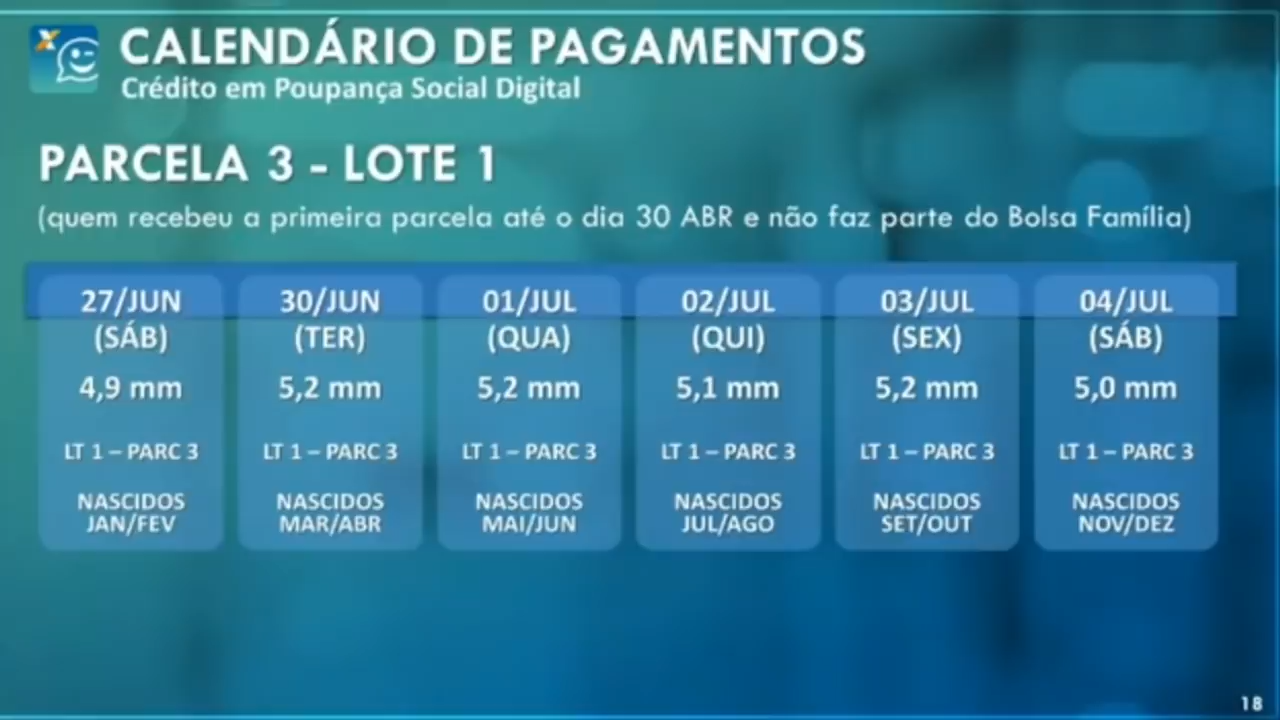 CALENDÁRIO DE PAGAMENTOS
Crédito em Poupança Social Digital
PARCELA 3 - LOTE 1
(quem recebeu a primeira parcela até o dia 30 ABR e não faz parte do Bolsa Família)
27/JUN
(SÁB)
4,9 mm
LT 1 – PARC 3
NASCIDOS
JAN/FEV
30/JUN
(TER)
5,2 mm
LT 1 – PARC 3
NASCIDOS
MAR/ABR
01/JUL
(QUA)
5,2 mm
LT 1 – PARC 3
NASCIDOS
MAI/JUN
02/JUL
(QUI)
5,1 mm
LT 1 – PARC 3
NASCIDOS
JUL/AGO
03/JUL
(SEX)
5,2 mm
LT 1 – PARC 3
NASCIDOS
SET/OUT
04/JUL
(SÁB)
5,0 mm
LT 1 – PARC 3
NASCIDOS
NOV/DEZ
18